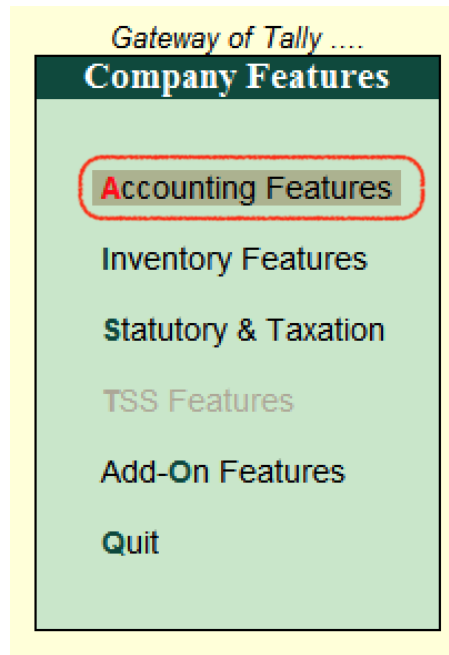 Gateway of Tally ....
Company Features
Accounting Features
Inventory Features
Statutory & Taxation
TSS Features
Add-On Features
Quit